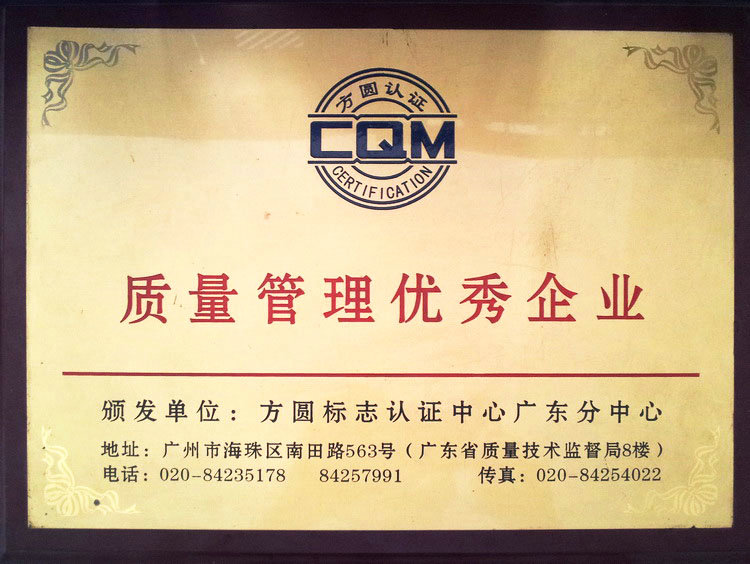 方圆认证
CQM
CERTIFICATION
质量管理优秀企业
颁发单位：方圆标志认证中心广东分中心
地址：广州市海珠区南田路563号（广东省质量技术监督局8楼）
电话：020-84235178 84257991 传真：020-84254022